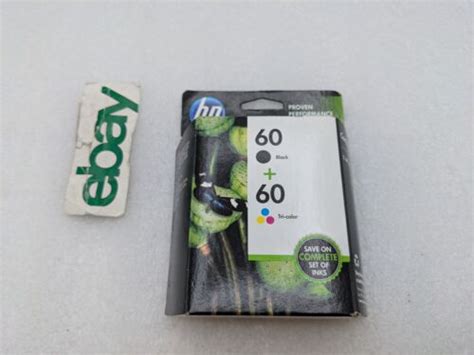 ebay
hp
PROVEN
PERFORMANCE
60
Black
+
60
Tri-color
SAVE ON
COMPLETE
SET OF
INKS